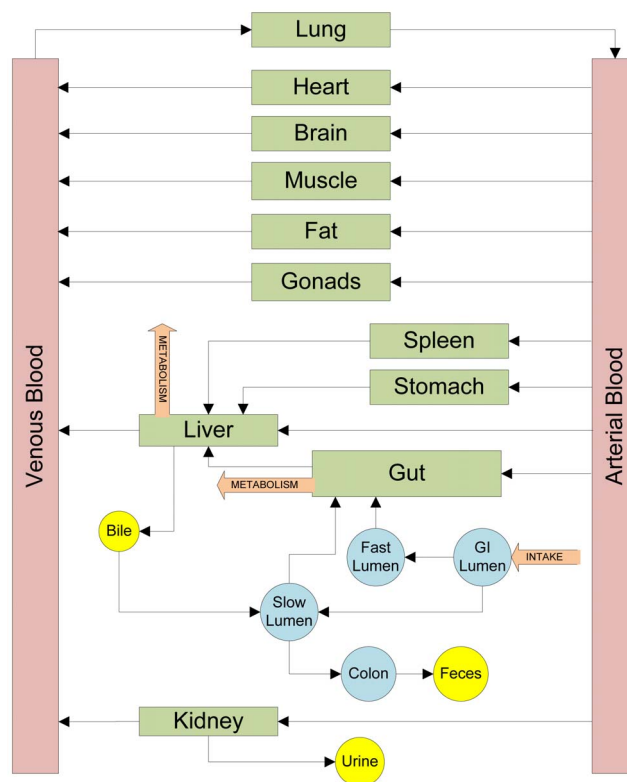 Lung
Heart
Brain
Muscle
Fat
Gonads
Spleen
Stomach
METABOLISM
Liver
Venous Blood
Arterial Blood
Gut
METABOLISM
Bile
Fast
Lumen
GI
Lumen
INTAKE
Slow
Lumen
Colon
Feces
Kidney
Urine